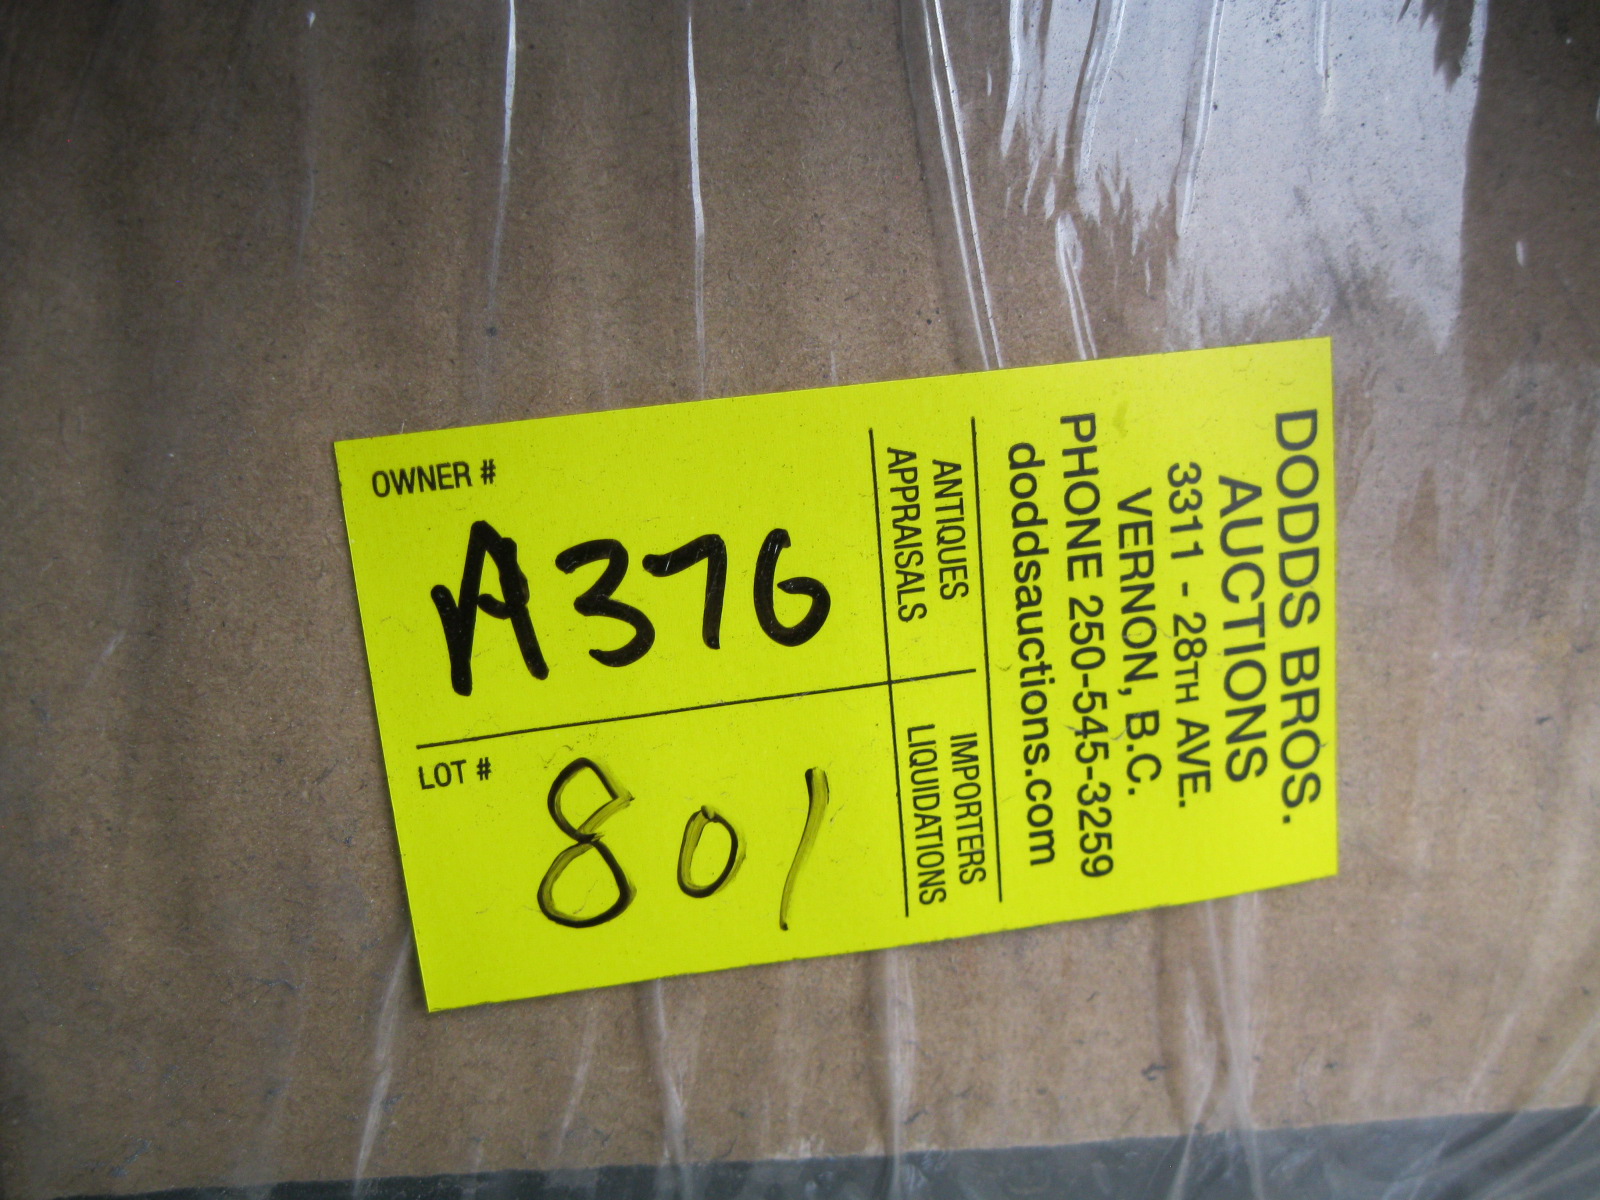 DODDS BROS.
AUCTIONS
3311 - 28TH AVE.
VERNON, B.C.
PHONE 250-545-3259
doddsauctions.com
ANTIQUES
APPRAISALS
IMPORTERS
LIQUIDATIONS
OWNER #
A376
LOT #
801